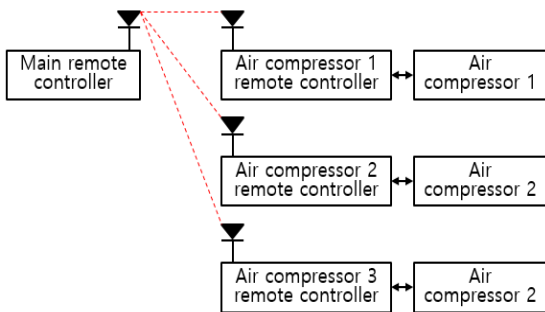 Main remote
controller
Air compressor 1
remote controller
Air
compressor 1
Air compressor 2
remote controller
Air
compressor 2
Air compressor 3
remote controller
Air
compressor 2